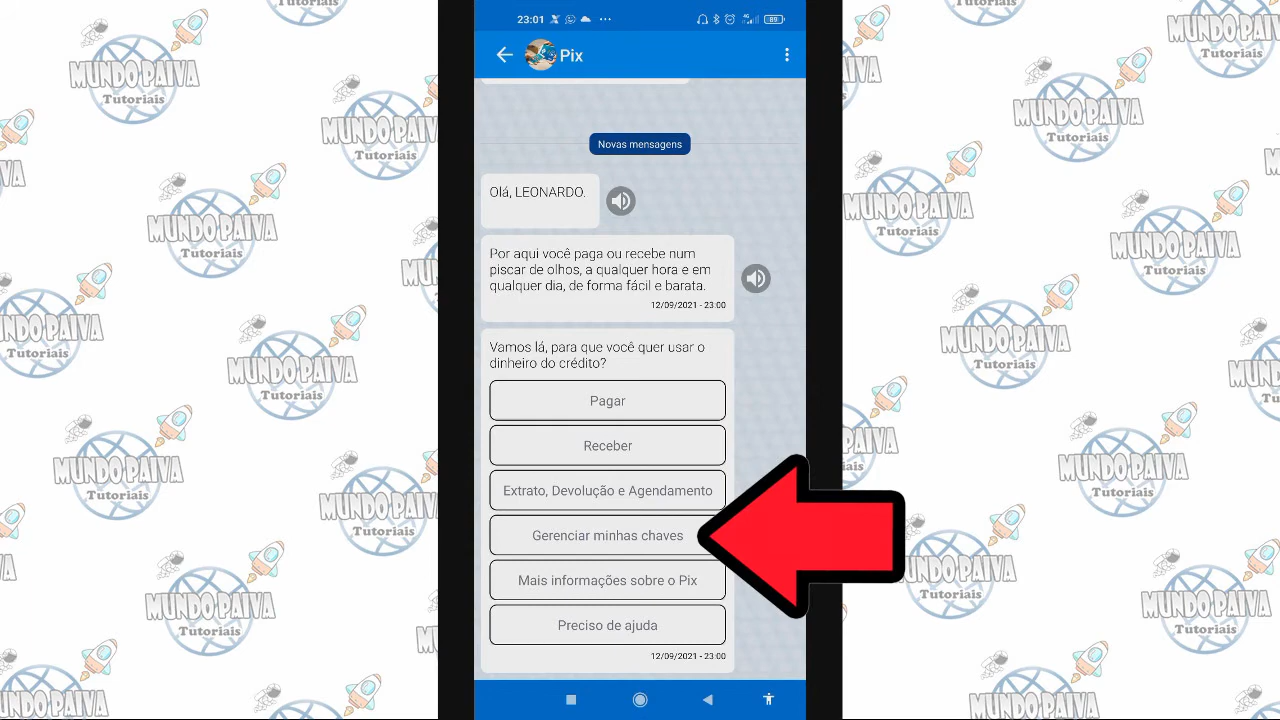 23:01
4G
89
Pix
Novas mensagens
Olá, LEONARDO.
Por aqui você paga ou recebe num
piscar de olhos, a qualquer hora e em
qualquer dia, de forma fácil e barata.
12/09/2021 - 23:00
Vamos lá, para que você quer usar o
dinheiro do crédito?
Pagar
Receber
Extrato, Devolução e Agendamento
Gerenciar minhas chaves
Mais informações sobre o Pix
Preciso de ajuda
12/09/2021 - 23:00
MUNDO PAIVA
Tutoriais